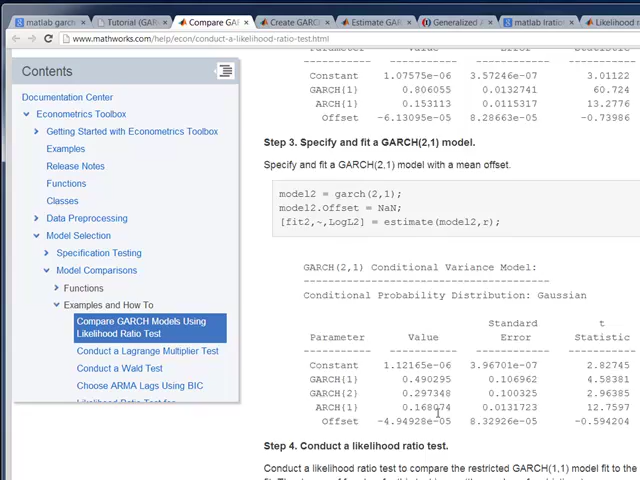 matlab garch
Tutorial (GAR
Compare GAR
Create GARC
Estimate GAR
Generalized A
matlab lratio
Likelihood r
www.mathworks.com/help/econ/conduct-a-likelihood-ratio-test.html
Contents
Documentation Center
Econometrics Toolbox
Getting Started with Econometrics Toolbox
Examples
Release Notes
Functions
Classes
Data Preprocessing
Model Selection
Specification Testing
Model Comparisons
Functions
Examples and How To
Compare GARCH Models Using
Likelihood Ratio Test
Conduct a Lagrange Multiplier Test
Conduct a Wald Test
Choose ARMA Lags Using BIC
Likelihood Ratio Test for
Parameter Value Error Statistic
----------- ----------- ------------ -----------
Constant 1.07575e-06 3.57246e-07 3.01122
GARCH{1} 0.806055 0.0132741 60.724
ARCH{1} 0.153113 0.0115317 13.2776
Offset -6.13095e-05 8.28663e-05 -0.73986
Step 3. Specify and fit a GARCH(2,1) model.
Specify and fit a GARCH(2,1) model with a mean offset.
model2 = garch(2,1);
model2.Offset = NaN;
[fit2,~,LogL2] = estimate(model2,r);
GARCH(2,1) Conditional Variance Model:
----------------------------------------
Conditional Probability Distribution: Gaussian
Standard t
Parameter Value Error Statistic
----------- ----------- ------------ -----------
Constant 1.12165e-06 3.96701e-07 2.82745
GARCH{1} 0.490295 0.106962 4.58381
GARCH{2} 0.297348 0.100325 2.96385
ARCH{1} 0.168074 0.0131723 12.7597
Offset -4.94928e-05 8.32926e-05 -0.594204
Step 4. Conduct a likelihood ratio test.
Conduct a likelihood ratio test to compare the restricted GARCH(1,1) model fit to the